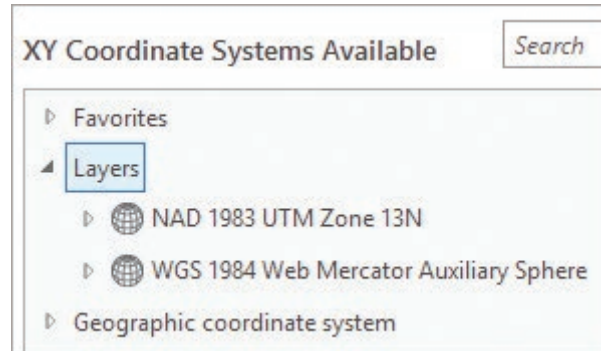 XY Coordinate Systems Available
Search
Favorites
Layers
NAD 1983 UTM Zone 13N
WGS 1984 Web Mercator Auxiliary Sphere
Geographic coordinate system